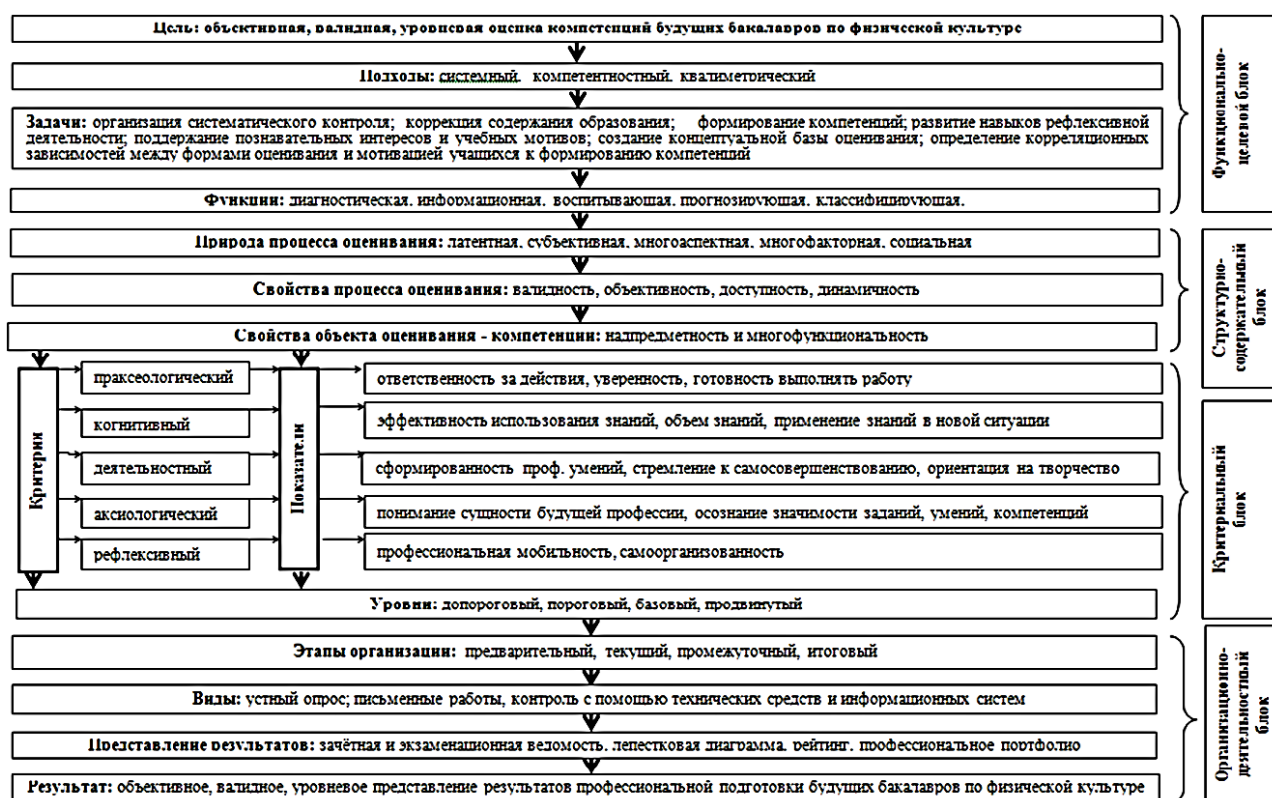 Цель: объективная, валидная, уровневая оценка компетенций будущих бакалавров по физической культуре
Подходы: системный, компетентностный, квалиметрический
Задачи: организация систематического контроля; коррекция содержания образования; формирование компетенций; развитие навыков рефлексивной
деятельности; поддержание познавательных интересов и учебных мотивов; создание концептуальной базы оценивания; определение корреляционных
зависимостей между формами оценивания и мотивацией учащихся к формированию компетенций
Функции: диагностическая, информационная, воспитывающая, прогнозирующая, классифицирующая,
Функционально-
целевой блок
Природа процесса оценивания: латентная, субъективная, многоаспектная, многофакторная, социальная
Свойства процесса оценивания: валидность, объективность, доступность, динамичность
Свойства объекта оценивания - компетенции: надпредметность и многофункциональность
Структурно-
содержательный
блок
Критерии
Показатели
праксеологический
ответственность за действия, уверенность, готовность выполнять работу
когнитивный
эффективность использования знаний, объем знаний, применение знаний в новой ситуации
деятельностный
сформированность проф. умений, стремление к самосовершенствованию, ориентация на творчество
аксиологический
понимание сущности будущей профессии, осознание значимости заданий, умений, компетенций
рефлексивный
профессиональная мобильность, самоорганизованность
Уровни: допороговый, пороговый, базовый, продвинутый
Критериальный
блок
Этапы организации: предварительный, текущий, промежуточный, итоговый
Виды: устный опрос; письменные работы, контроль с помощью технических средств и информационных систем
Представление результатов: зачётная и экзаменационная ведомость, лепестковая диаграмма, рейтинг, профессиональное портфолио
Результат: объективное, валидное, уровневое представление результатов профессиональной подготовки будущих бакалавров по физической культуре
Организационно-
деятельностный
блок